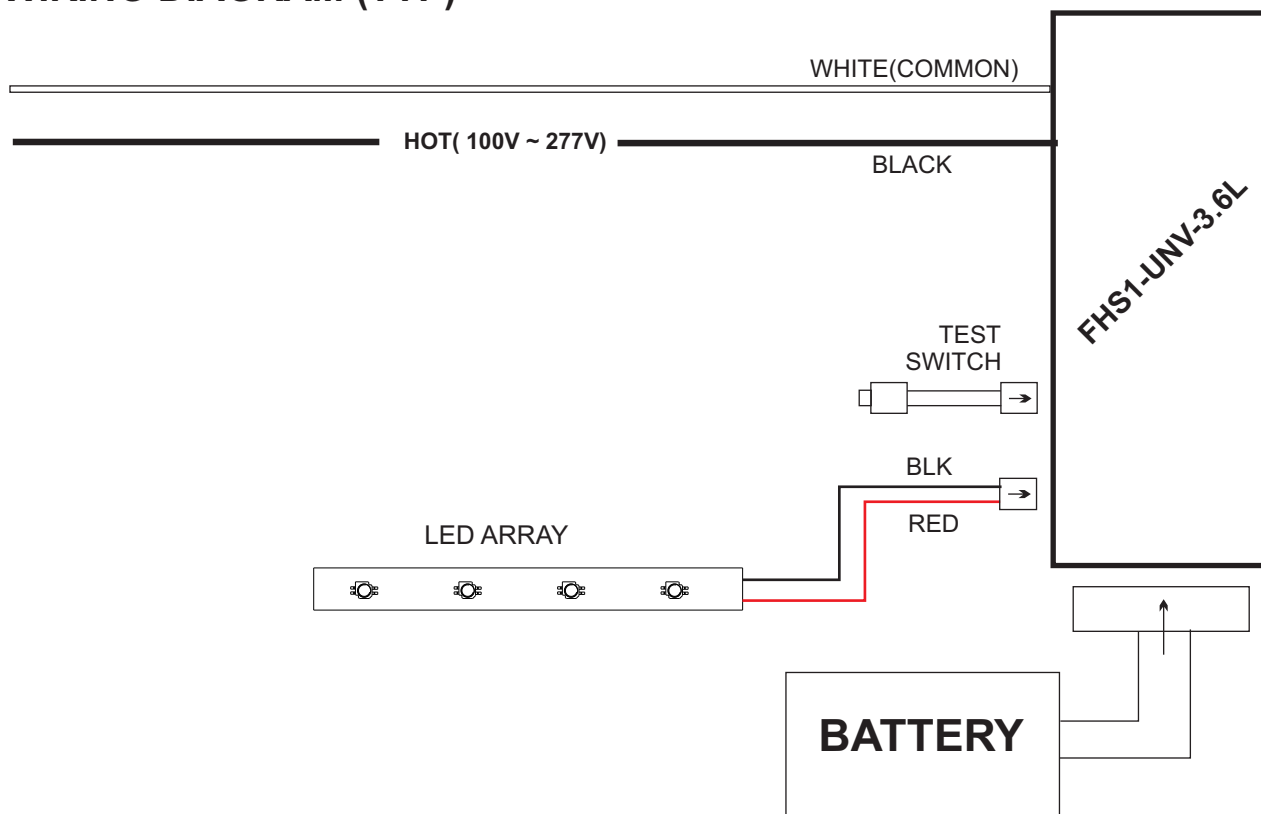 WHITE(COMMON)
HOT( 100V ~ 277V)
BLACK
FHS1-UNV-3.6L
TEST
SWITCH
BLK
RED
LED ARRAY
BATTERY